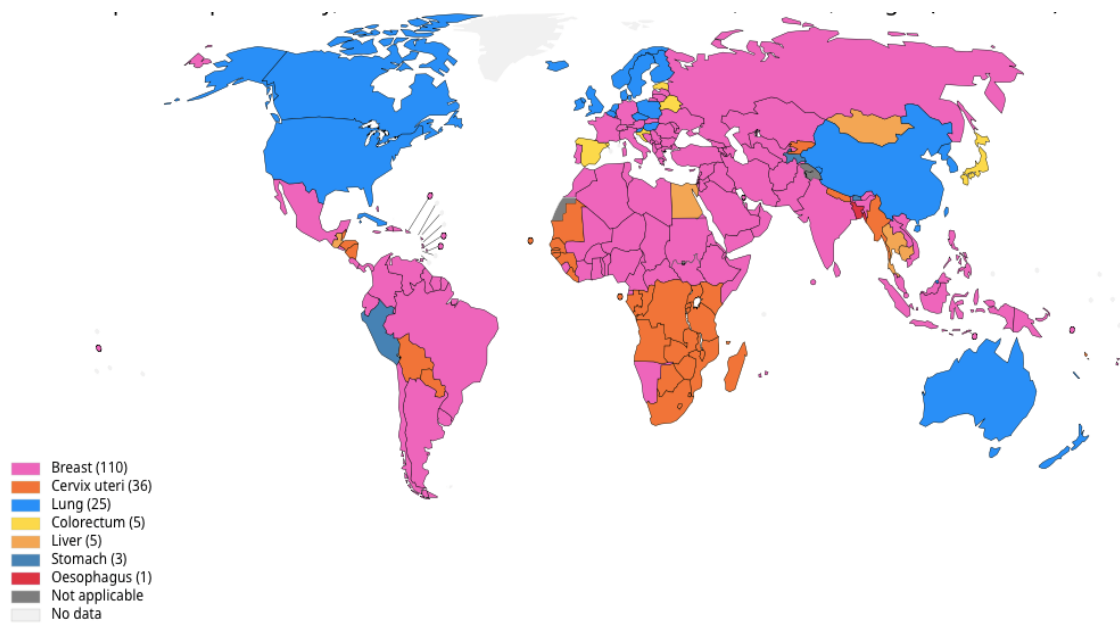 Breast (110)
Cervix uteri (36)
Lung (25)
Colorectum (5)
Liver (5)
Stomach (3)
Oesophagus (1)
Not applicable
No data